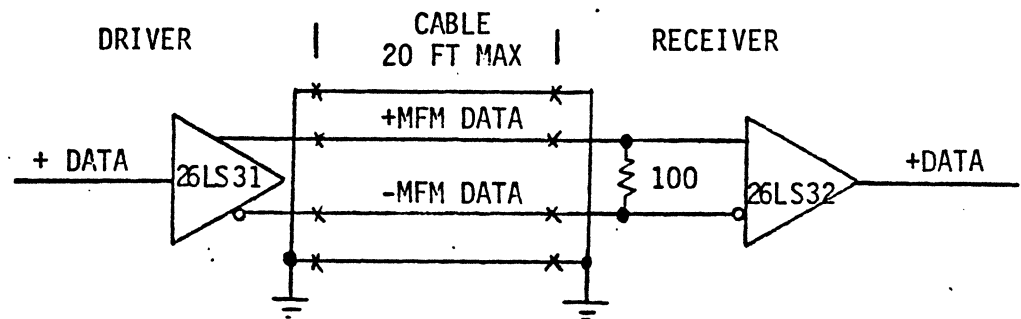 DRIVER
CABLE
20 FT MAX
RECEIVER
+MFM DATA
+ DATA
26LS31
100
26LS32
+DATA
-MFM DATA